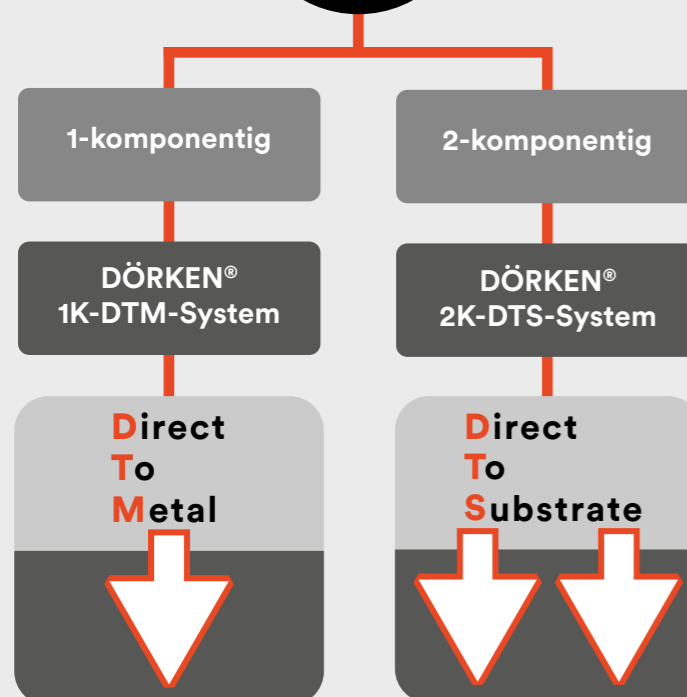 1-komponentig
DÖRKEN®
1K-DTM-System
Direct
To
Metal
2-komponentig
DÖRKEN®
2K-DTS-System
Direct
To
Substrate